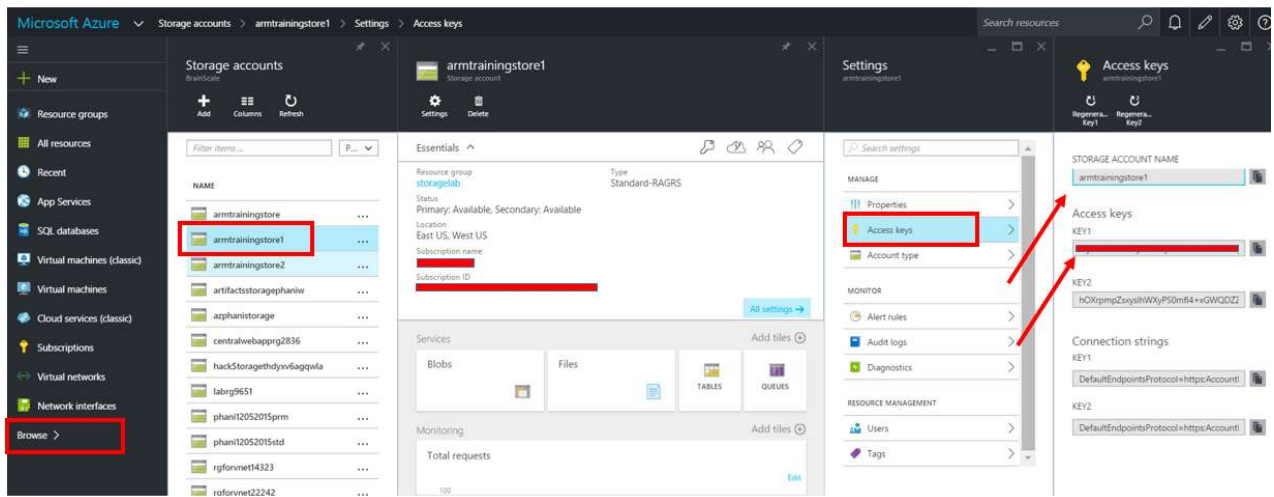 Microsoft Azure
Storage accounts > armtrainingstore1 > Settings > Access keys
Search resources
New
Resource groups
All resources
Recent
App Services
SQL databases
Virtual machines (classic)
Virtual machines
Cloud services (classic)
Subscriptions
Virtual networks
Network interfaces
Browse >
Storage accounts
BrainScale
Add Columns Refresh
Filter items ...
P...
NAME
armtrainingstore ...
armtrainingstore1 ...
armtrainingstore2 ...
artifactsstoragephaniw ...
azphanistorage ...
centralwebapprg2836 ...
hackStoragethdyxv6agqwla ...
labrg9651 ...
phani12052015prm ...
phani12052015std ...
rgforvnet14323 ...
rgforvnet22242 ...
armtrainingstore1
Storage account
Settings Delete
Essentials
Resource group
storagelab
Type
Standard-RAGRS
Status
Primary: Available, Secondary: Available
Location
East US, West US
Subscription name
Subscription ID
All settings →
Services
Add tiles
Blobs
Files
TABLES
QUEUES
Monitoring
Add tiles
Total requests
Edit
100
Settings
armtrainingstore1
Search settings
MANAGE
Properties
Access keys
Account type
MONITOR
Alert rules
Audit logs
Diagnostics
RESOURCE MANAGEMENT
Users
Tags
Access keys
armtrainingstore1
Regenera... Key1
Regenera... Key2
STORAGE ACCOUNT NAME
armtrainingstore1
Access keys
KEY1
KEY2
Connection strings
KEY1
DefaultEndpointsProtocol=https;Accountl
KEY2
DefaultEndpointsProtocol=https;Accountl